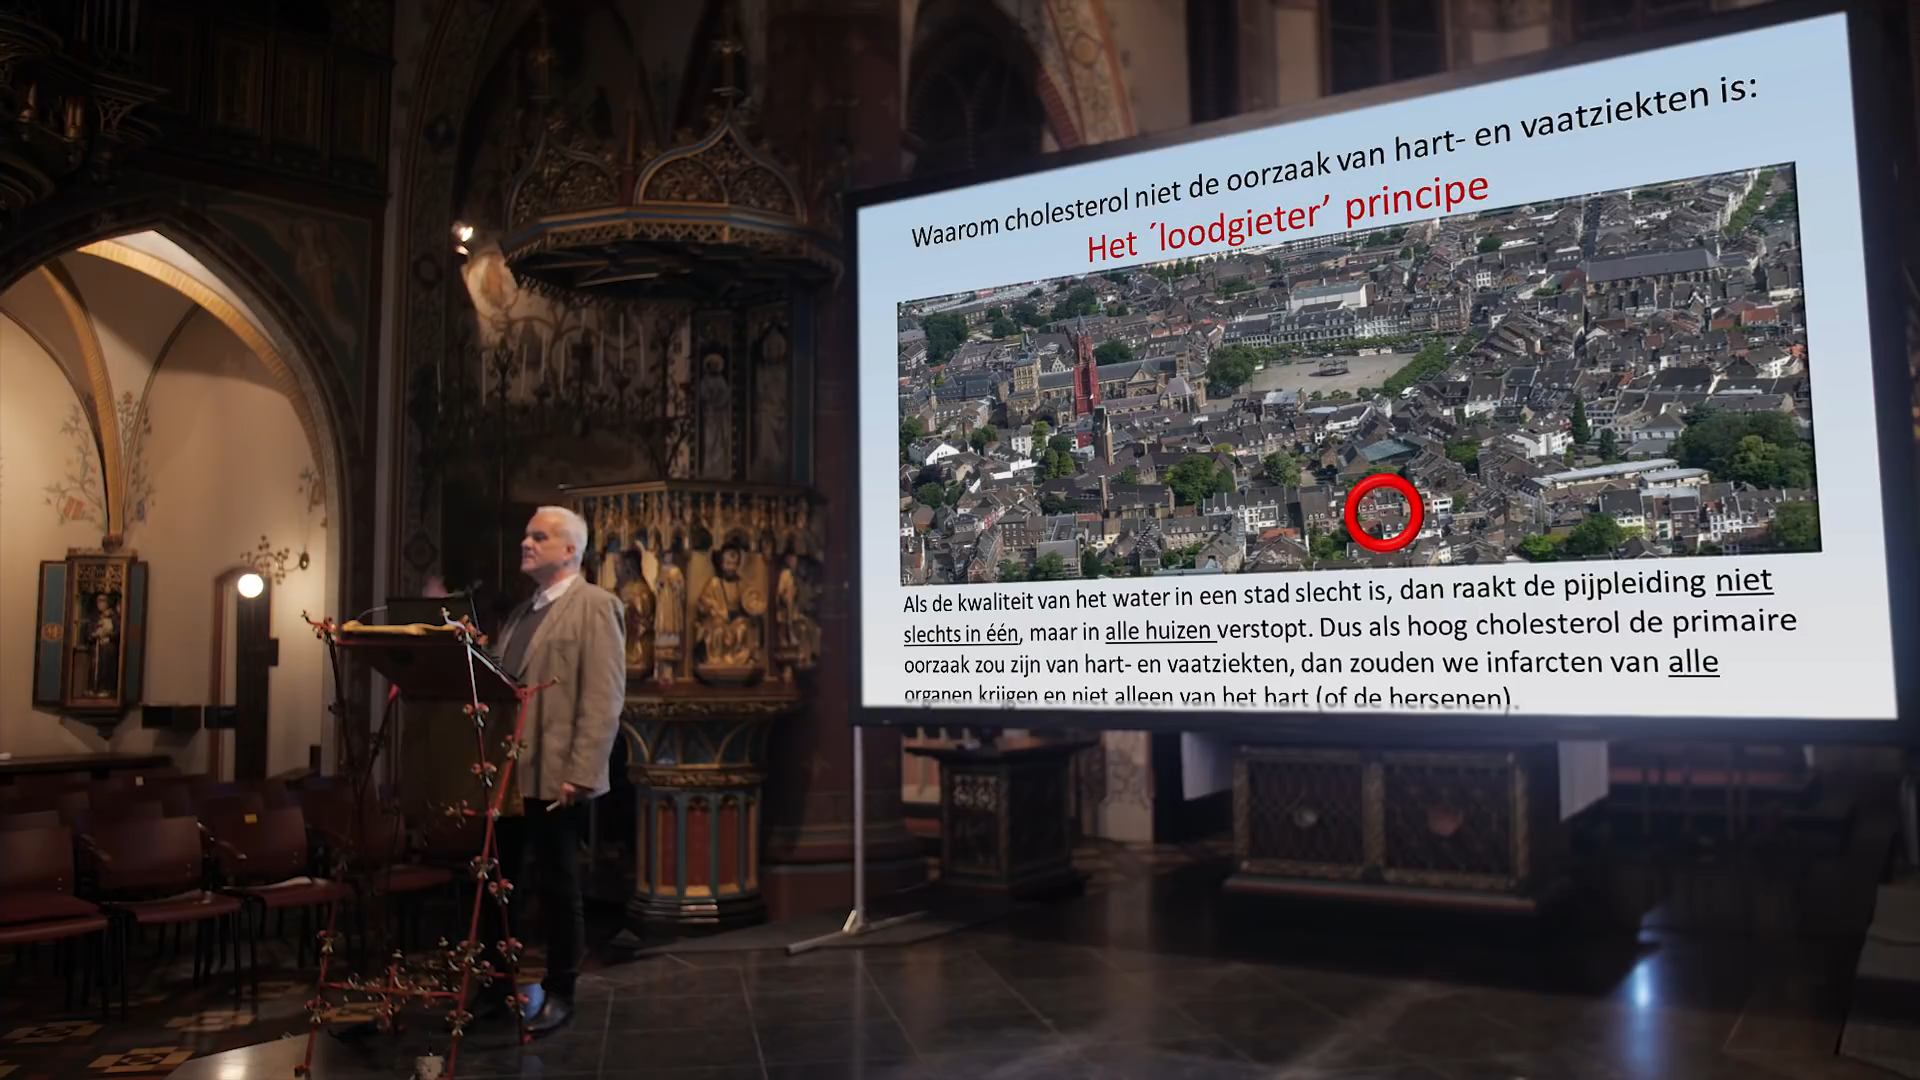 Waarom cholesterol niet de oorzaak van hart- en vaatziekten is:
Het ´loodgieter’ principe
Als de kwaliteit van het water in een stad slecht is, dan raakt de pijpleiding niet
slechts in één, maar in alle huizen verstopt. Dus als hoog cholesterol de primaire
oorzaak zou zijn van hart- en vaatziekten, dan zouden we infarcten van alle
organen krijgen en niet alleen van het hart (of de hersenen).